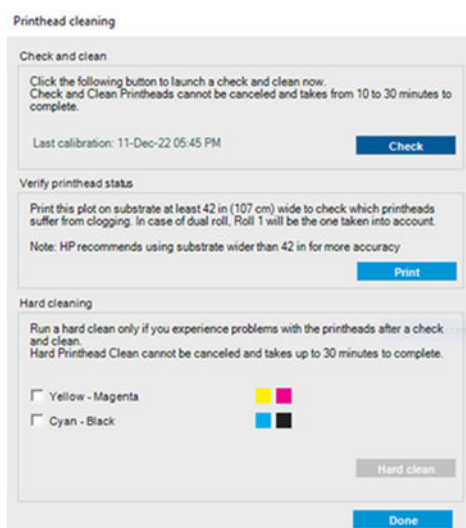 Printhead cleaning
Check and clean
Click the following button to launch a check and clean now.
Check and Clean Printheads cannot be canceled and takes from 10 to 30 minutes to
complete.
Last calibration: 11-Dec-22 05:45 PM
Check
Verify printhead status
Print this plot on substrate at least 42 in (107 cm) wide to check which printheads
suffer from clogging. In case of dual roll, Roll 1 will be the one taken into account.
Note: HP recommends using substrate wider than 42 in for more accuracy
Print
Hard cleaning
Run a hard clean only if you experience problems with the printheads after a check
and clean.
Hard Printhead Clean cannot be canceled and takes up to 30 minutes to complete.
Yellow - Magenta
Cyan - Black
Hard clean
Done